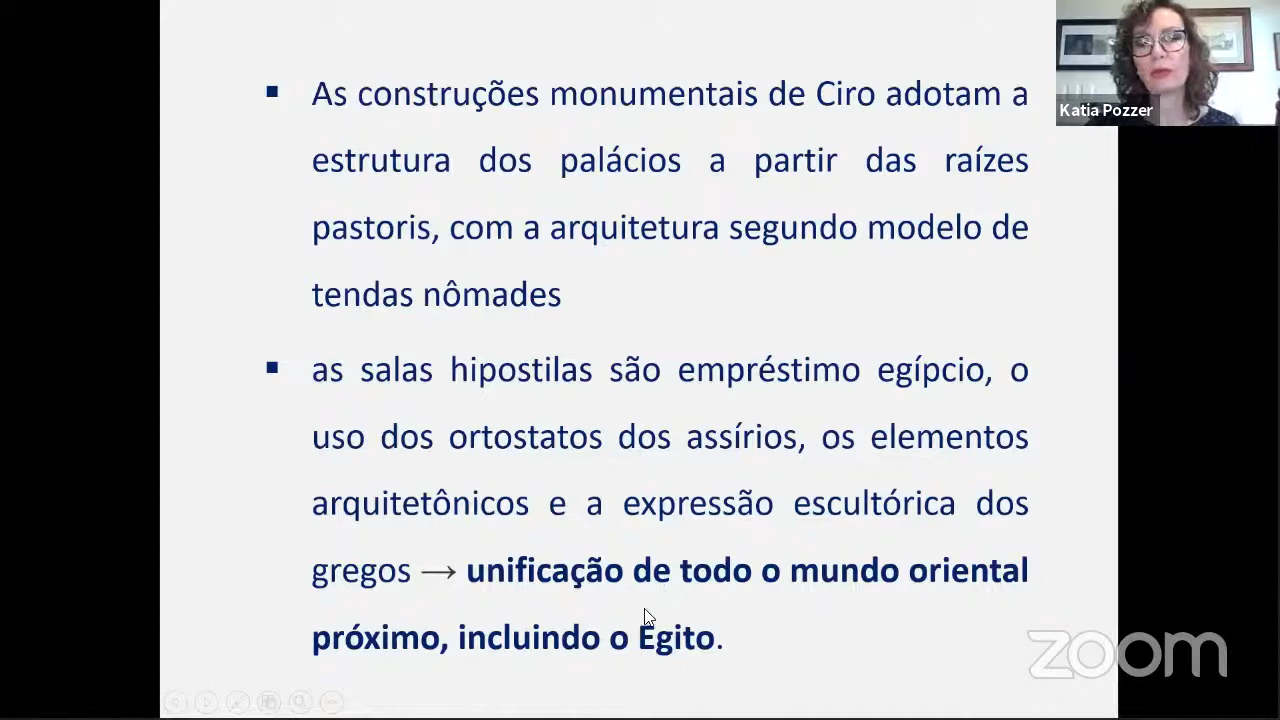 As construções monumentais de Ciro adotam a
estrutura dos palácios a partir das raízes
pastoris, com a arquitetura segundo modelo de
tendas nômades
as salas hipostilas são empréstimo egípcio, o
uso dos ortostatos dos assírios, os elementos
arquitetônicos e a expressão escultórica dos
gregos → unificação de todo o mundo oriental
próximo, incluindo o Egito.
Katia Pozzer
zoom